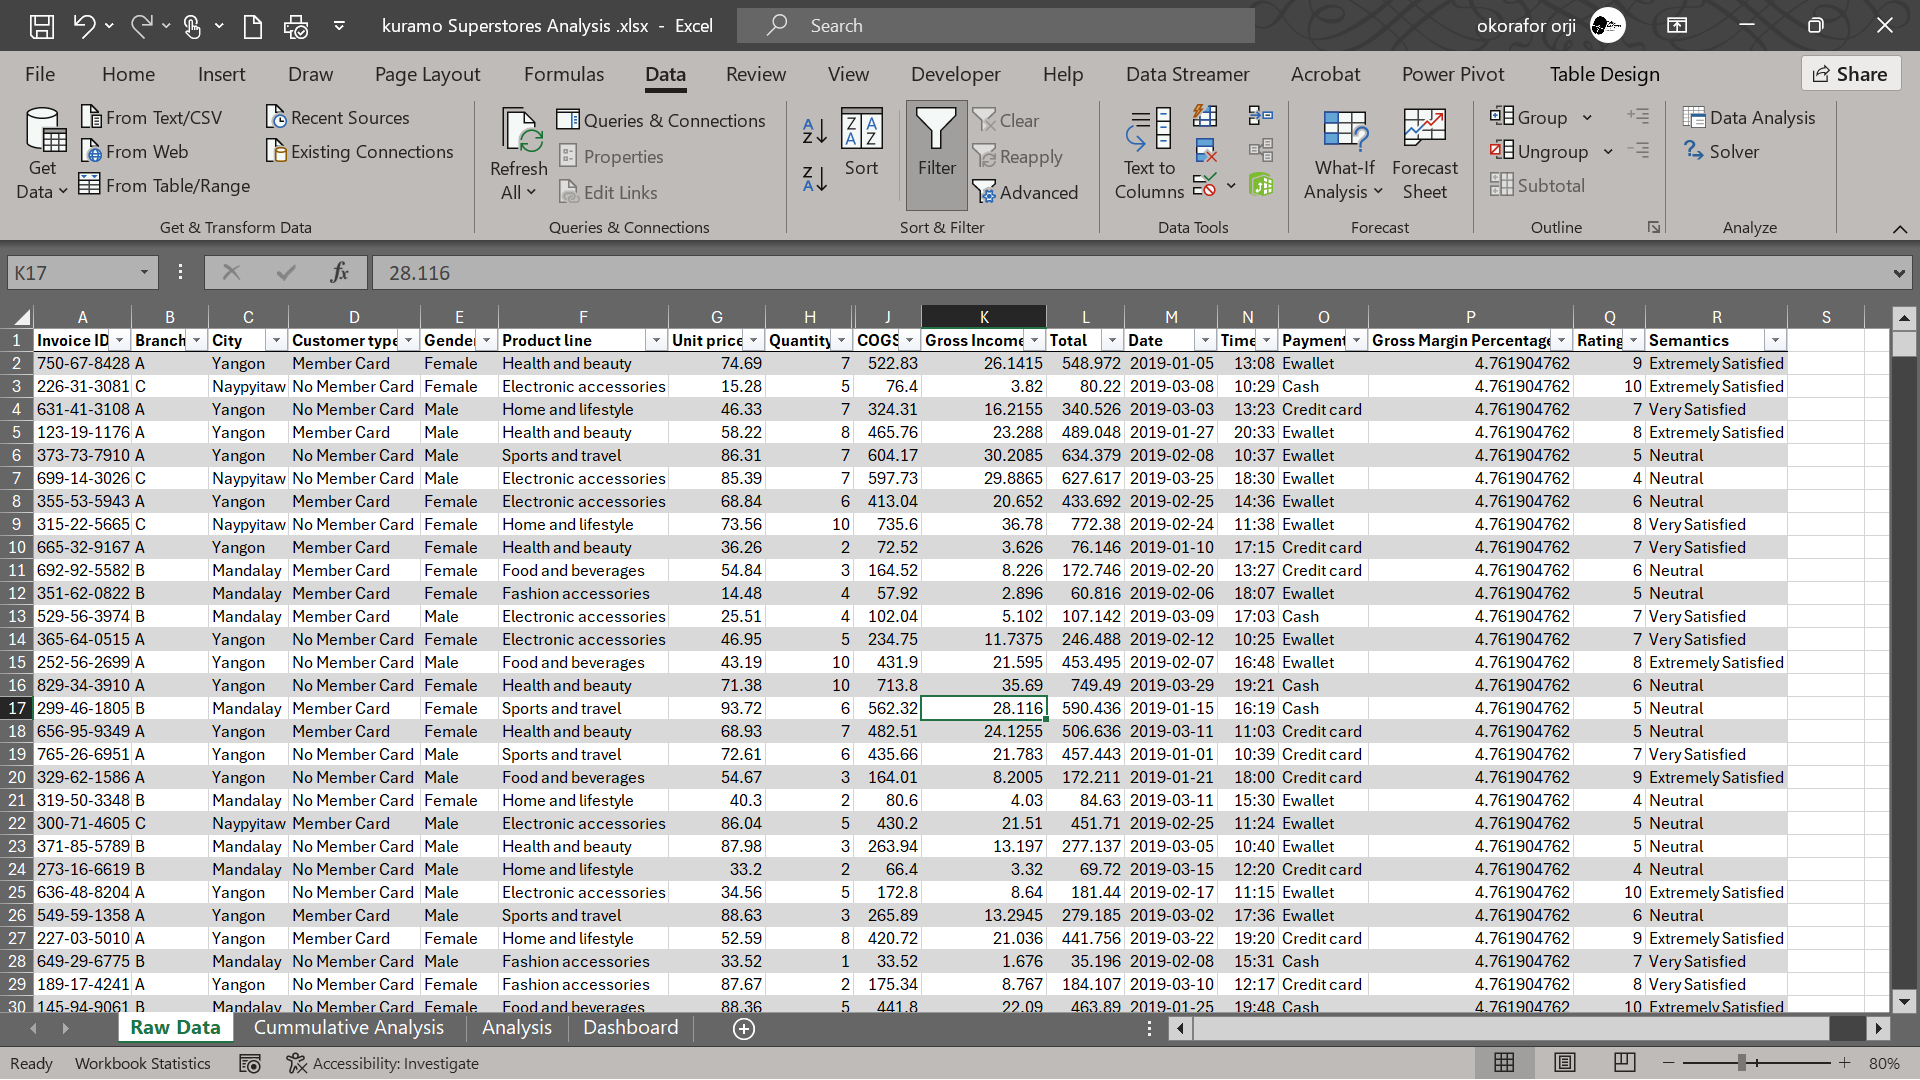 kuramo Superstores Analysis .xlsx - Excel
Search
okorafor orji
File Home Insert Draw Page Layout Formulas Data Review View Developer Help Data Streamer Acrobat Power Pivot Table Design Share
Get Data
From Text/CSV
From Web
From Table/Range
Recent Sources
Existing Connections
Get & Transform Data
Refresh All
Queries & Connections
Properties
Edit Links
Queries & Connections
Sort
Filter
Clear
Reapply
Advanced
Sort & Filter
Text to Columns
Data Tools
What-If Analysis
Forecast Sheet
Forecast
Group
Ungroup
Subtotal
Outline
Data Analysis
Solver
Analyze
K17 fx 28.116
A B C D E F G H J K L M N O P Q R S
1 Invoice ID Branch City Customer type Gender Product line Unit price Quantity COGS Gross Income Total Date Time Payment Gross Margin Percentage Rating Semantics
2 750-67-8428 A Yangon Member Card Female Health and beauty 74.69 7 522.83 26.1415 548.972 2019-01-05 13:08 Ewallet 4.761904762 9 Extremely Satisfied
3 226-31-3081 C Naypyitaw No Member Card Female Electronic accessories 15.28 5 76.4 3.82 80.22 2019-03-08 10:29 Cash 4.761904762 10 Extremely Satisfied
4 631-41-3108 A Yangon No Member Card Male Home and lifestyle 46.33 7 324.31 16.2155 340.526 2019-03-03 13:23 Credit card 4.761904762 7 Very Satisfied
5 123-19-1176 A Yangon Member Card Male Health and beauty 58.22 8 465.76 23.288 489.048 2019-01-27 20:33 Ewallet 4.761904762 8 Extremely Satisfied
6 373-73-7910 A Yangon No Member Card Male Sports and travel 86.31 7 604.17 30.2085 634.379 2019-02-08 10:37 Ewallet 4.761904762 5 Neutral
7 699-14-3026 C Naypyitaw No Member Card Male Electronic accessories 85.39 7 597.73 29.8865 627.617 2019-03-25 18:30 Ewallet 4.761904762 4 Neutral
8 355-53-5943 A Yangon Member Card Female Electronic accessories 68.84 6 413.04 20.652 433.692 2019-02-25 14:36 Ewallet 4.761904762 6 Neutral
9 315-22-5665 C Naypyitaw No Member Card Female Home and lifestyle 73.56 10 735.6 36.78 772.38 2019-02-24 11:38 Ewallet 4.761904762 8 Very Satisfied
10 665-32-9167 A Yangon Member Card Female Health and beauty 36.26 2 72.52 3.626 76.146 2019-01-10 17:15 Credit card 4.761904762 7 Very Satisfied
11 692-92-5582 B Mandalay Member Card Female Food and beverages 54.84 3 164.52 8.226 172.746 2019-02-20 13:27 Credit card 4.761904762 6 Neutral
12 351-62-0822 B Mandalay Member Card Female Fashion accessories 14.48 4 57.92 2.896 60.816 2019-02-06 18:07 Ewallet 4.761904762 5 Neutral
13 529-56-3974 B Mandalay Member Card Male Electronic accessories 25.51 4 102.04 5.102 107.142 2019-03-09 17:03 Cash 4.761904762 7 Very Satisfied
14 365-64-0515 A Yangon No Member Card Female Electronic accessories 46.95 5 234.75 11.7375 246.488 2019-02-12 10:25 Ewallet 4.761904762 7 Very Satisfied
15 252-56-2699 A Yangon No Member Card Male Food and beverages 43.19 10 431.9 21.595 453.495 2019-02-07 16:48 Ewallet 4.761904762 8 Extremely Satisfied
16 829-34-3910 A Yangon No Member Card Female Health and beauty 71.38 10 713.8 35.69 749.49 2019-03-29 19:21 Cash 4.761904762 6 Neutral
17 299-46-1805 B Mandalay Member Card Female Sports and travel 93.72 6 562.32 28.116 590.436 2019-01-15 16:19 Cash 4.761904762 5 Neutral
18 656-95-9349 A Yangon Member Card Female Health and beauty 68.93 7 482.51 24.1255 506.636 2019-03-11 11:03 Credit card 4.761904762 5 Neutral
19 765-26-6951 A Yangon No Member Card Male Sports and travel 72.61 6 435.66 21.783 457.443 2019-01-01 10:39 Credit card 4.761904762 7 Very Satisfied
20 329-62-1586 A Yangon No Member Card Male Food and beverages 54.67 3 164.01 8.2005 172.211 2019-01-21 18:00 Credit card 4.761904762 9 Extremely Satisfied
21 319-50-3348 B Mandalay No Member Card Female Home and lifestyle 40.3 2 80.6 4.03 84.63 2019-03-11 15:30 Ewallet 4.761904762 4 Neutral
22 300-71-4605 C Naypyitaw Member Card Male Electronic accessories 86.04 5 430.2 21.51 451.71 2019-02-25 11:24 Ewallet 4.761904762 5 Neutral
23 371-85-5789 B Mandalay No Member Card Male Health and beauty 87.98 3 263.94 13.197 277.137 2019-03-05 10:40 Ewallet 4.761904762 5 Neutral
24 273-16-6619 B Mandalay No Member Card Male Home and lifestyle 33.2 2 66.4 3.32 69.72 2019-03-15 12:20 Credit card 4.761904762 4 Neutral
25 636-48-8204 A Yangon No Member Card Male Electronic accessories 34.56 5 172.8 8.64 181.44 2019-02-17 11:15 Ewallet 4.761904762 10 Extremely Satisfied
26 549-59-1358 A Yangon Member Card Male Sports and travel 88.63 3 265.89 13.2945 279.185 2019-03-02 17:36 Ewallet 4.761904762 6 Neutral
27 227-03-5010 A Yangon Member Card Female Home and lifestyle 52.59 8 420.72 21.036 441.756 2019-03-22 19:20 Credit card 4.761904762 9 Extremely Satisfied
28 649-29-6775 B Mandalay No Member Card Male Fashion accessories 33.52 1 33.52 1.676 35.196 2019-02-08 15:31 Cash 4.761904762 7 Very Satisfied
29 189-17-4241 A Yangon No Member Card Female Fashion accessories 87.67 2 175.34 8.767 184.107 2019-03-10 12:17 Credit card 4.761904762 8 Very Satisfied
30 145-94-9061 B Mandalay No Member Card Female Food and beverages 88.36 5 441.8 22.09 463.89 2019-01-25 19:48 Cash 4.761904762 10 Extremely Satisfied
Raw Data Cummulative Analysis Analysis Dashboard
Ready Workbook Statistics Accessibility: Investigate 80%